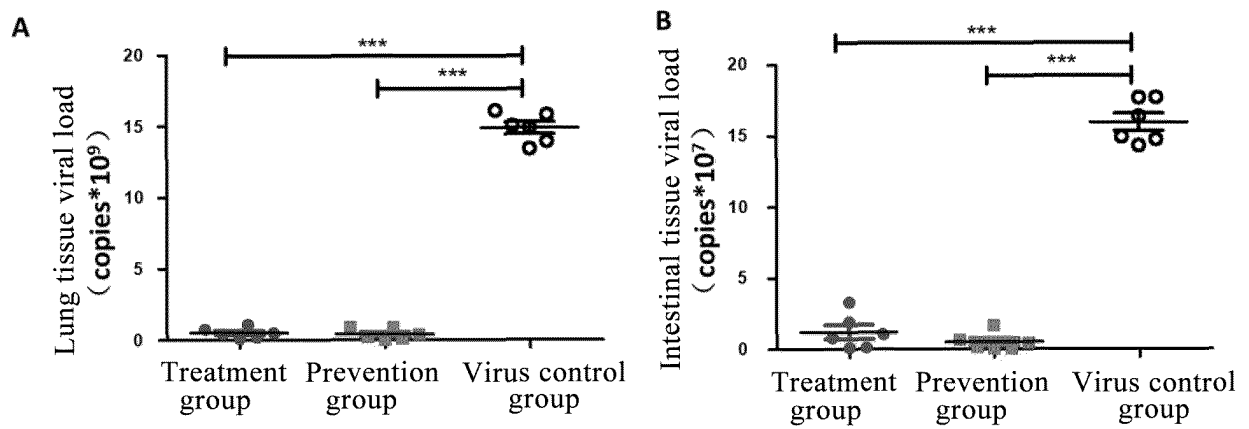 A
Lung tissue viral load
（copies*10⁹）
20
15
10
5
0
***
***
Treatment group
Prevention group
Virus control group
B
Intestinal tissue viral load
（copies*10⁷）
20
15
10
5
0
***
***
Treatment group
Prevention group
Virus control group